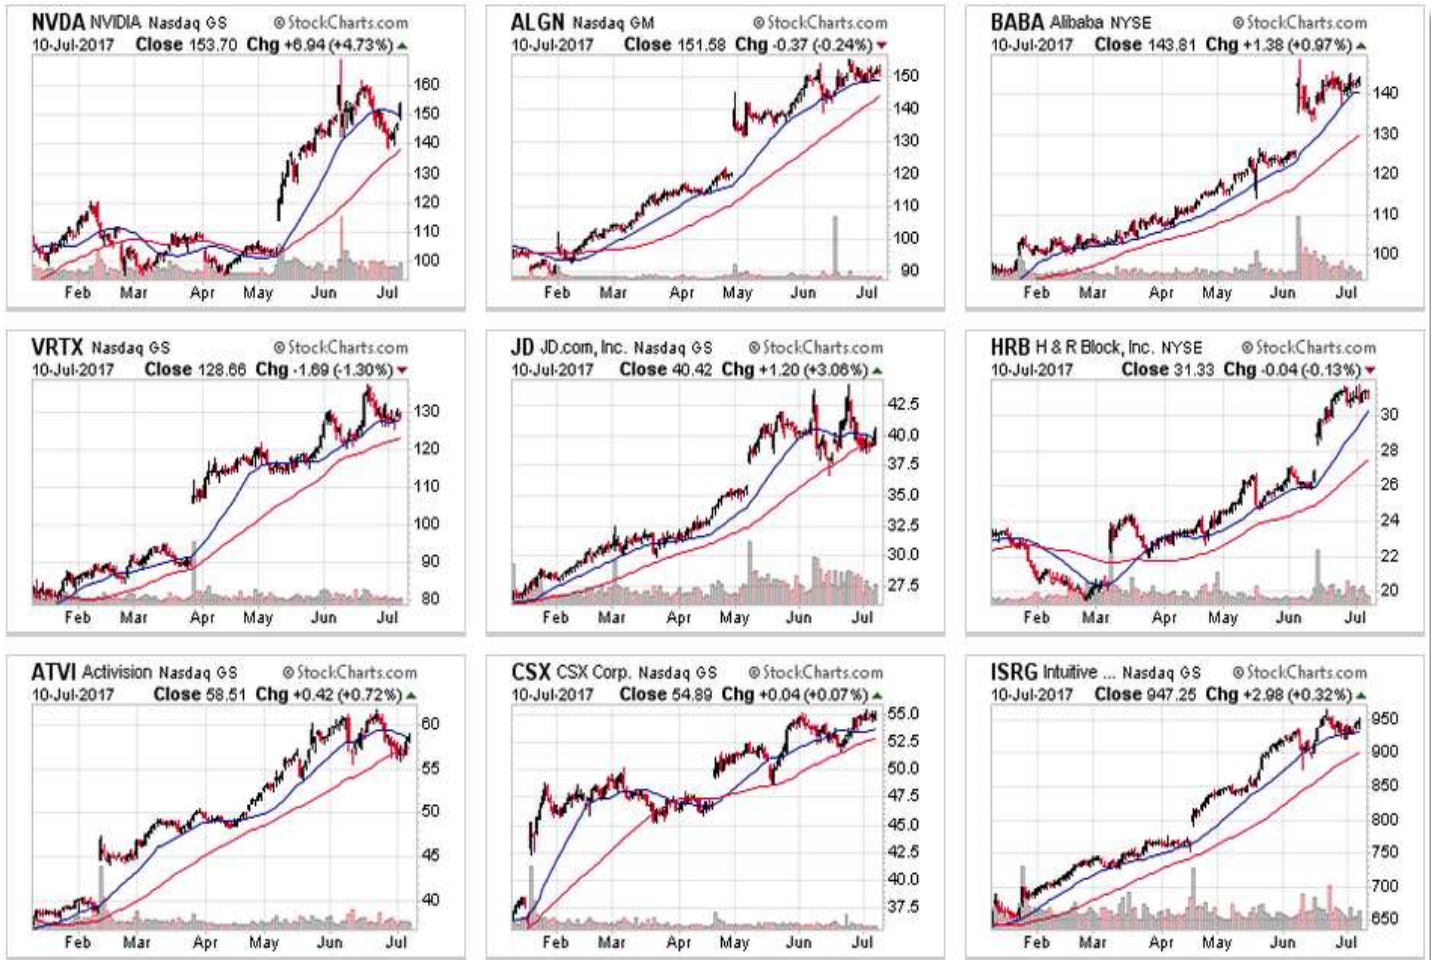 NVDA NVIDIA Nasdaq GS © StockCharts.com
10-Jul-2017 Close 153.70 Chg +6.94 (+4.73%)
160
150
140
130
120
110
100
Feb Mar Apr May Jun Jul
ALGN Nasdaq GM © StockCharts.com
10-Jul-2017 Close 151.58 Chg -0.37 (-0.24%)
150
140
130
120
110
100
90
Feb Mar Apr May Jun Jul
BABA Alibaba NYSE © StockCharts.com
10-Jul-2017 Close 143.81 Chg +1.38 (+0.97%)
140
130
120
110
100
Feb Mar Apr May Jun Jul
VRTX Nasdaq GS © StockCharts.com
10-Jul-2017 Close 128.66 Chg -1.69 (-1.30%)
130
120
110
100
90
80
Feb Mar Apr May Jun Jul
JD JD.com, Inc. Nasdaq GS © StockCharts.com
10-Jul-2017 Close 40.42 Chg +1.20 (+3.06%)
42.5
40.0
37.5
35.0
32.5
30.0
27.5
Feb Mar Apr May Jun Jul
HRB H & R Block, Inc. NYSE © StockCharts.com
10-Jul-2017 Close 31.33 Chg -0.04 (-0.13%)
30
28
26
24
22
20
Feb Mar Apr May Jun Jul
ATVI Activision Nasdaq GS © StockCharts.com
10-Jul-2017 Close 58.51 Chg +0.42 (+0.72%)
60
55
50
45
40
Feb Mar Apr May Jun Jul
CSX CSX Corp. Nasdaq GS © StockCharts.com
10-Jul-2017 Close 54.89 Chg +0.04 (+0.07%)
55.0
52.5
50.0
47.5
45.0
42.5
40.0
37.5
Feb Mar Apr May Jun Jul
ISRG Intuitive ... Nasdaq GS © StockCharts.com
10-Jul-2017 Close 947.25 Chg +2.98 (+0.32%)
950
900
850
800
750
700
650
Feb Mar Apr May Jun Jul